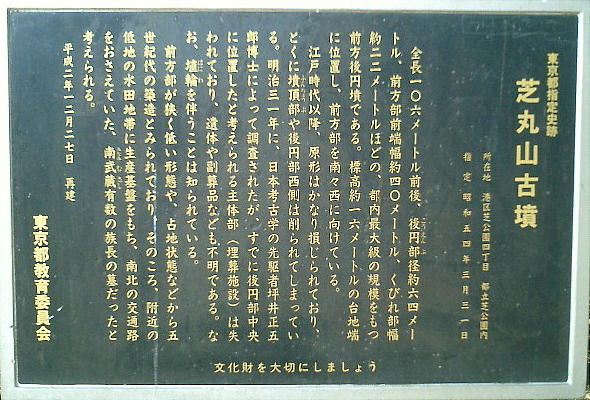 東京都指定史跡
芝丸山古墳
所在地 港区芝公園四丁目 都立芝公園内
指定 昭和五四年三月三一日
全長一〇六メートル前後、後円部径約六四メー
こうえんぶ
トル、前方部前端幅約四〇メートル、くびれ部幅
約二二メートルほどの、都内最大級の規模をもつ
前方後円墳である。標高約一六メートルの台地端
に位置し、前方部を南々西に向けている。
江戸時代以降、原形はかなり損じられており、
とくに墳頂部や後円部西側は削られてしまってい
ふんちょうぶ
る。明治三一年に、日本考古学の先駆者坪井正五
郎博士によって調査されたが、すでに後円部中央
に位置したと考えられる主体部(埋葬施設)は失
われており、遺体や副葬品なども不明である。な
お、埴輪を伴うことは知られている。
はにわ
前方部が狭く低い形態や、占地状態などから五
世紀代の築造とみられており、そのころ、附近の
低地の水田地帯に生産基盤をもち、南北の交通路
をおさえていた、南武蔵有数の族長の墓だったと
考えられる。
平成二年一二月二七日 再建
東京都教育委員会
文化財を大切にしましょう